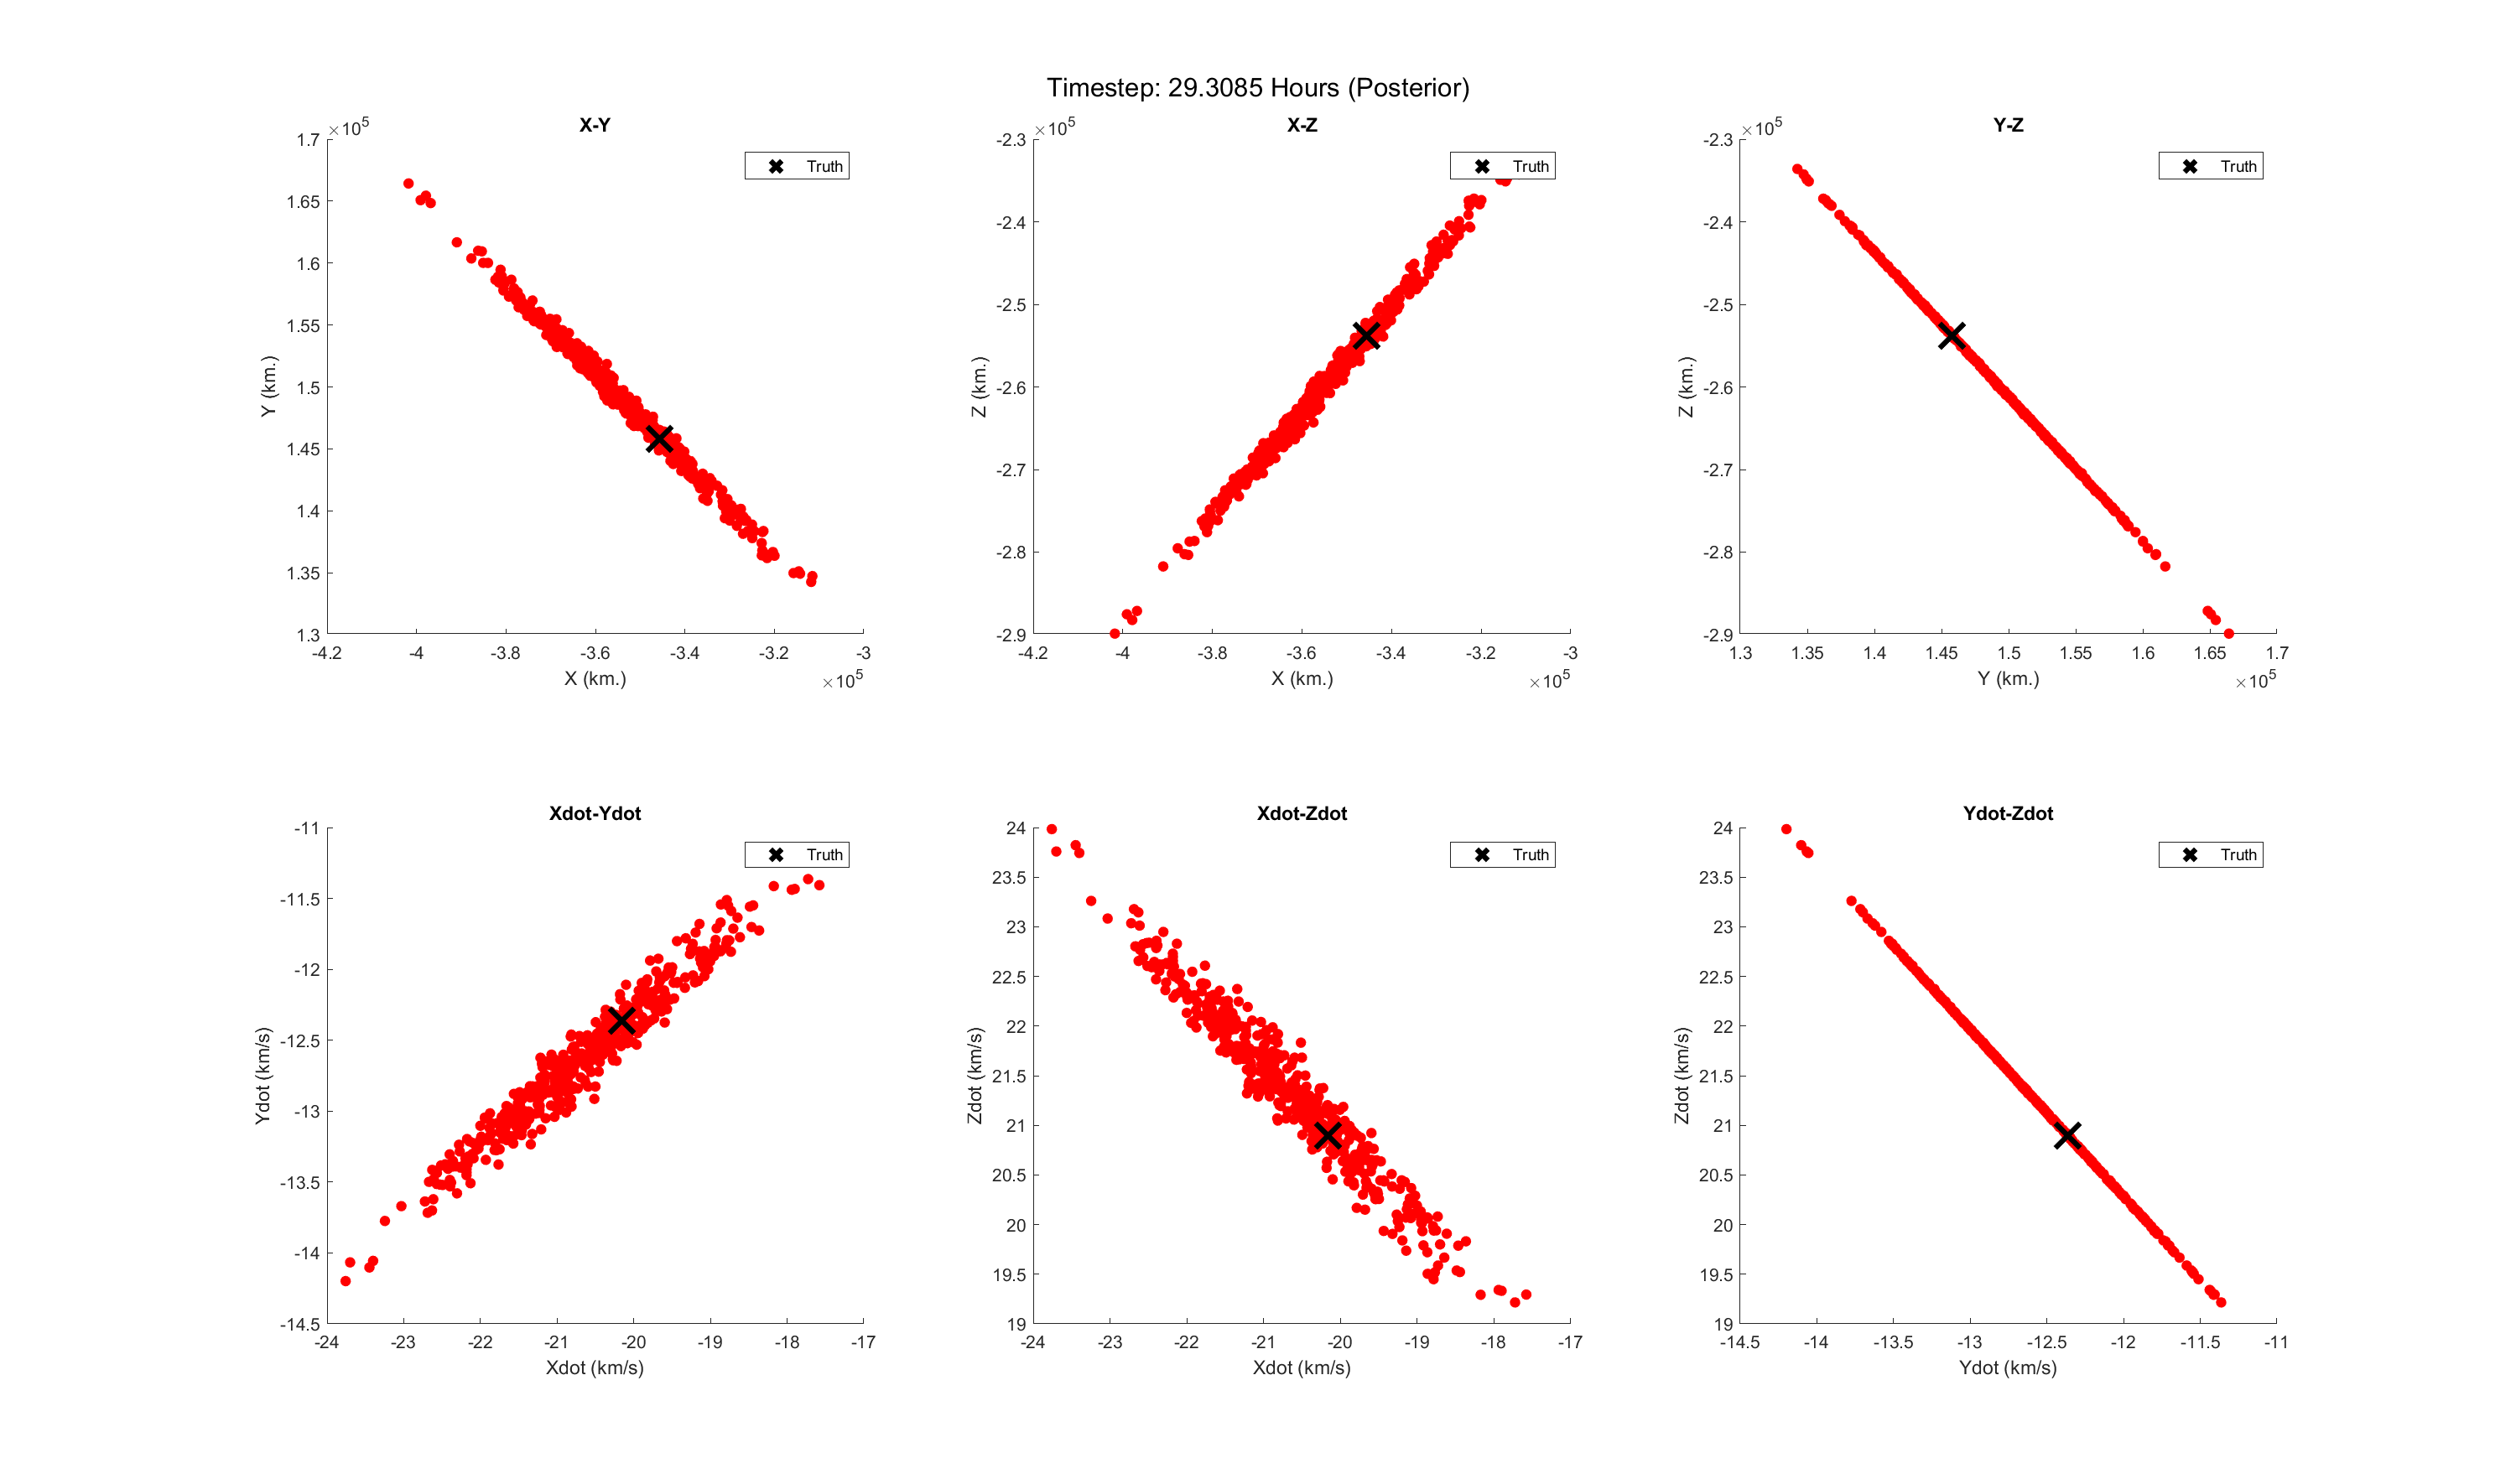 Timestep: 29.3085 Hours (Posterior)
X-Y
×10^5
1.7
1.65
1.6
1.55
1.5
1.45
1.4
1.35
1.3
Y (km.)
-4.2 -4 -3.8 -3.6 -3.4 -3.2 -3
X (km.)
×10^5
Truth
X-Z
×10^5
-2.3
-2.4
-2.5
-2.6
-2.7
-2.8
-2.9
Z (km.)
-4.2 -4 -3.8 -3.6 -3.4 -3.2 -3
X (km.)
×10^5
Truth
Y-Z
×10^5
-2.3
-2.4
-2.5
-2.6
-2.7
-2.8
-2.9
Z (km.)
1.3 1.35 1.4 1.45 1.5 1.55 1.6 1.65 1.7
Y (km.)
×10^5
Truth
Xdot-Ydot
-11
-11.5
-12
-12.5
-13
-13.5
-14
-14.5
Ydot (km/s)
-24 -23 -22 -21 -20 -19 -18 -17
Xdot (km/s)
Truth
Xdot-Zdot
24
23.5
23
22.5
22
21.5
21
20.5
20
19.5
19
Zdot (km/s)
-24 -23 -22 -21 -20 -19 -18 -17
Xdot (km/s)
Truth
Ydot-Zdot
24
23.5
23
22.5
22
21.5
21
20.5
20
19.5
19
Zdot (km/s)
-14.5 -14 -13.5 -13 -12.5 -12 -11.5 -11
Ydot (km/s)
Truth